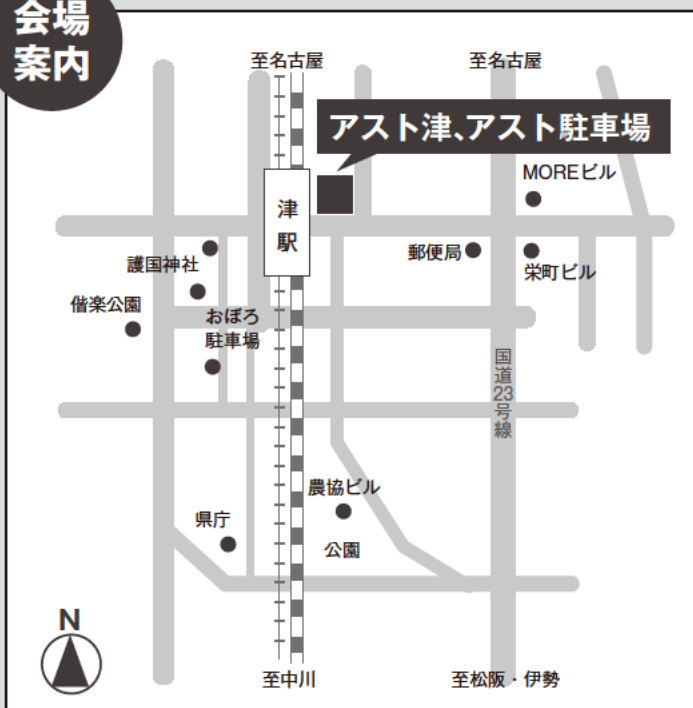 会場
案内
至名古屋
至名古屋
アスト津、アスト駐車場
MOREビル
津
駅
郵便局
栄町ビル
護国神社
偕楽公園
おぼろ
駐車場
国道23号線
農協ビル
県庁
公園
N
至中川
至松阪・伊勢